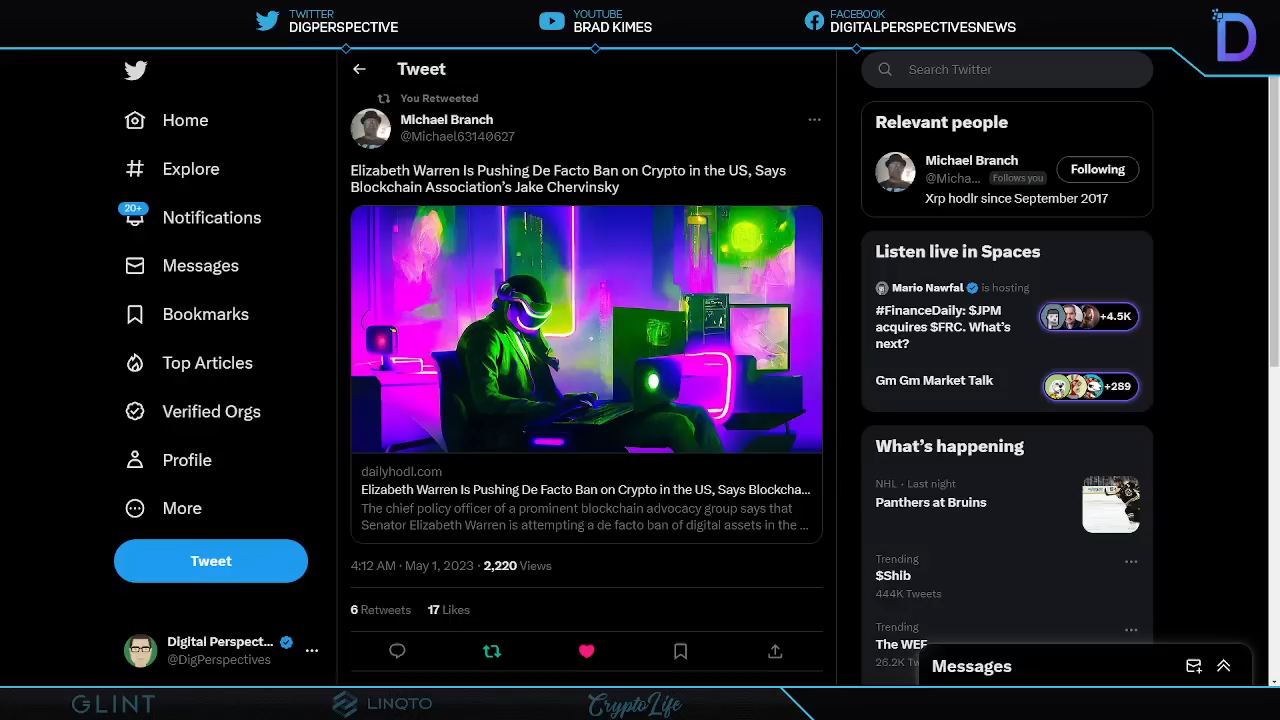 TWITTER
DIGPERSPECTIVE
YOUTUBE
BRAD KIMES
FACEBOOK
DIGITALPERSPECTIVESNEWS
D
Home
Explore
20+
Notifications
Messages
Bookmarks
Top Articles
Verified Orgs
Profile
More
Tweet
Digital Perspect...
@DigPerspectives
Tweet
You Retweeted
Michael Branch
@Michael63140627
Elizabeth Warren Is Pushing De Facto Ban on Crypto in the US, Says
Blockchain Association's Jake Chervinsky
dailyhodl.com
Elizabeth Warren Is Pushing De Facto Ban on Crypto in the US, Says Blockcha...
The chief policy officer of a prominent blockchain advocacy group says that
Senator Elizabeth Warren is attempting a de facto ban of digital assets in the ...
4:12 AM · May 1, 2023 · 2,220 Views
6 Retweets 17 Likes
Search Twitter
Relevant people
Michael Branch
@Micha... Follows you
Following
Xrp hodlr since September 2017
Listen live in Spaces
Mario Nawfal is hosting
#FinanceDaily: $JPM
acquires $FRC. What's
next?
+4.5K
Gm Gm Market Talk
+289
What's happening
NHL · Last night
Panthers at Bruins
Trending
$Shib
444K Tweets
Trending
The WEF
26.2K Tw
Messages
GLINT
LINQTO
CryptoLife